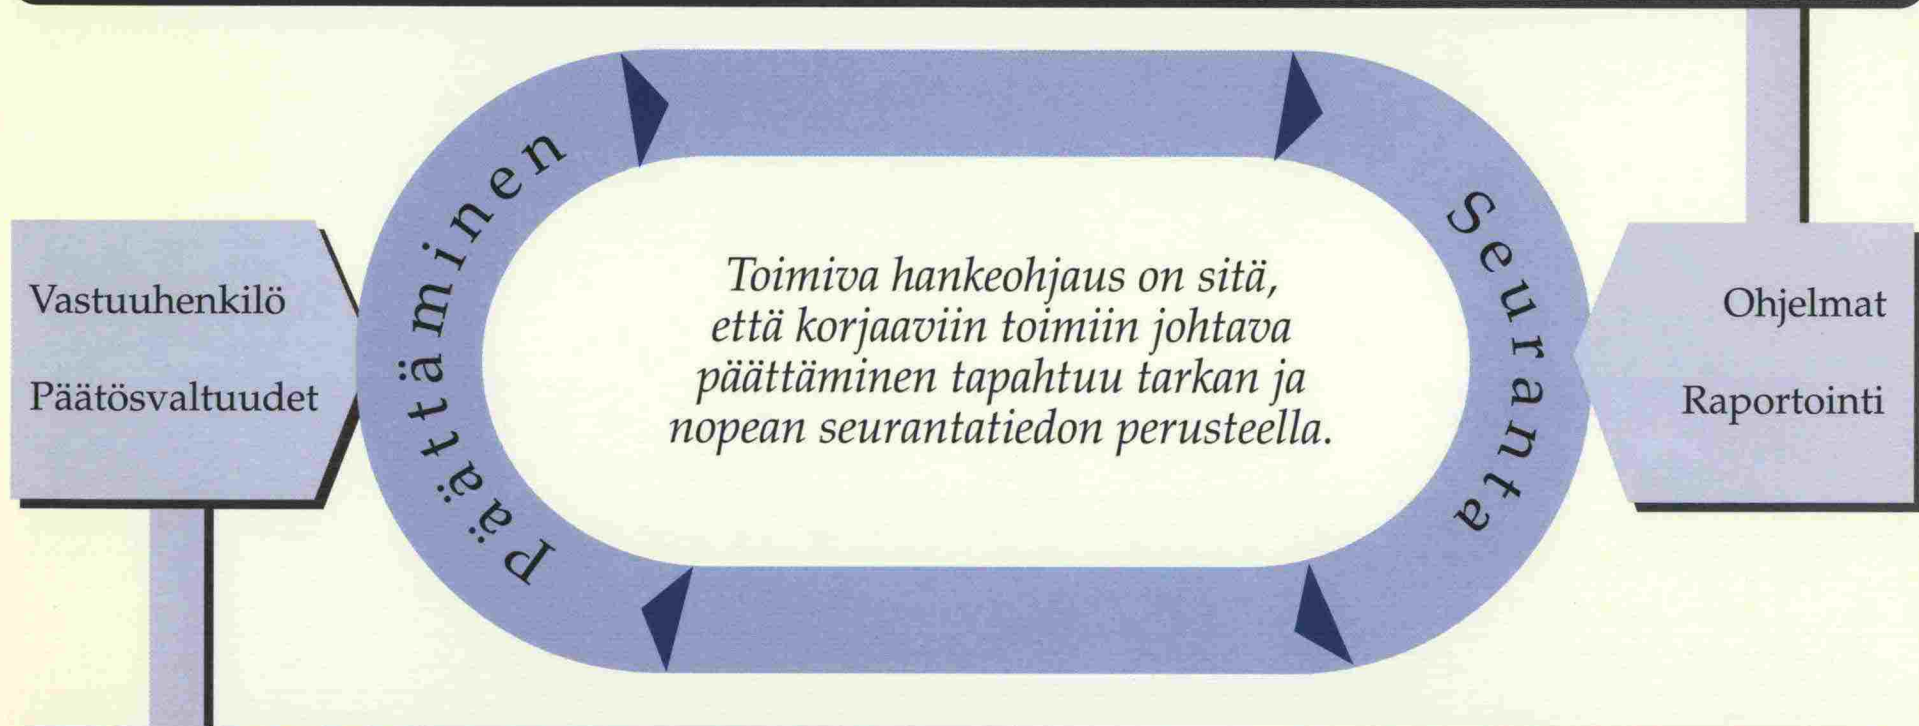 Vastuuhenkilö
Päätösvaltuudet
Päättäminen
Toimiva hankeohjaus on sitä,
että korjaaviin toimiin johtava
päättäminen tapahtuu tarkan ja
nopean seurantatiedon perusteella.
Seuranta
Ohjelmat
Raportointi